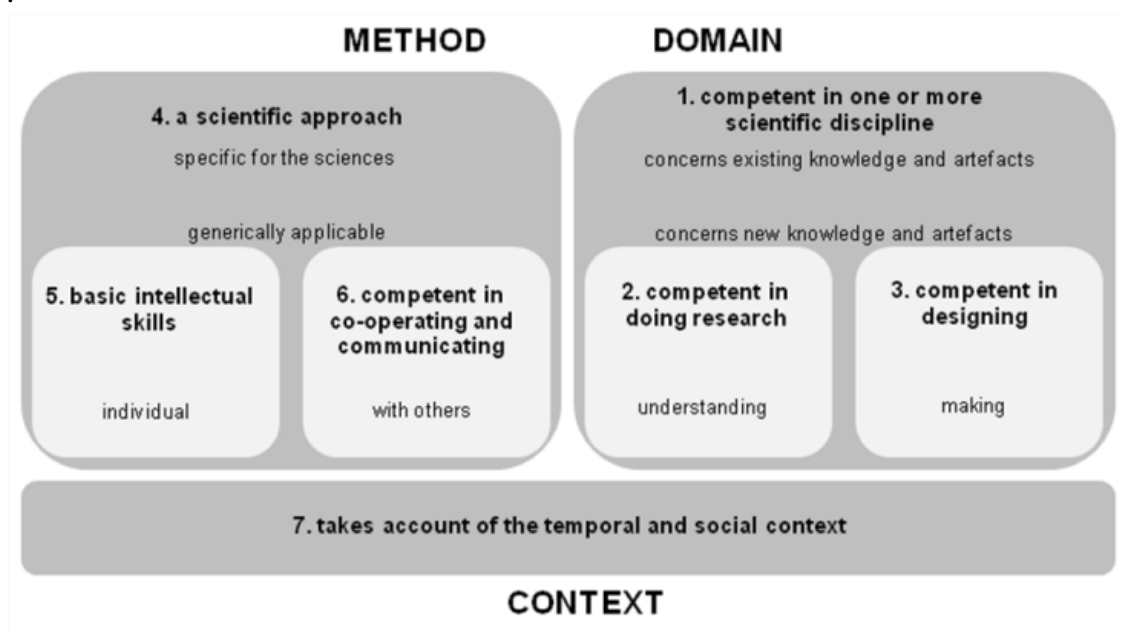 METHOD
DOMAIN
4. a scientific approach
specific for the sciences
generically applicable
5. basic intellectual
skills
individual
6. competent in
co-operating and
communicating
with others
1. competent in one or more
scientific discipline
concerns existing knowledge and artefacts
concerns new knowledge and artefacts
2. competent in
doing research
understanding
3. competent in
designing
making
7. takes account of the temporal and social context
CONTEXT